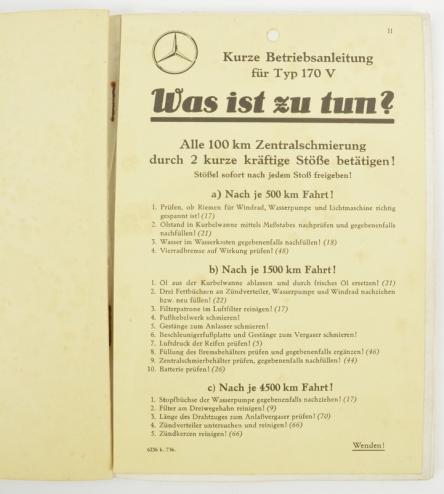 11
Kurze Betriebsanleitung
für Typ 170 V
Was ist zu tun?
Alle 100 km Zentralschmierung
durch 2 kurze kräftige Stöße betätigen!
Stößel sofort nach jedem Stoß freigeben!
a) Nach je 500 km Fahrt!
1. Prüfen, ob Riemen für Windrad, Wasserpumpe und Lichtmaschine richtig
gespannt ist! (17)
2. Ölstand in Kurbelwanne mittels Meßstabes nachprüfen und gegebenenfalls
nachfüllen! (21)
3. Wasser im Wasserkasten gegebenenfalls nachfüllen! (18)
4. Vierradbremse auf Wirkung prüfen! (48)
b) Nach je 1500 km Fahrt!
1. Öl aus der Kurbelwanne ablassen und durch frisches Öl ersetzen! (21)
2. Drei Fettbüchsen an Zündverteiler, Wasserpumpe und Windrad nachziehen
bzw. neu füllen! (22)
3. Filterpatrone im Luftfilter reinigen! (17)
4. Fußhebelwerk schmieren!
5. Gestänge zum Anlasser schmieren!
6. Beschleunigerfußplatte und Gestänge zum Vergaser schmieren!
7. Luftdruck der Reifen prüfen! (5)
8. Füllung des Bremsbehälters prüfen und gegebenenfalls ergänzen! (46)
9. Zentralschmierbehälter prüfen, gegebenenfalls nachfüllen! (44)
10. Batterie prüfen! (26)
c) Nach je 4500 km Fahrt!
1. Stopfbüchse der Wasserpumpe gegebenenfalls nachziehen! (17)
2. Filter am Dreiwegehahn reinigen! (9)
3. Länge des Drahtzuges zum Anlaßvergaser prüfen! (70)
4. Zündverteiler untersuchen und reinigen! (66)
5. Zündkerzen reinigen! (66)
6236 k. 736.
Wenden!